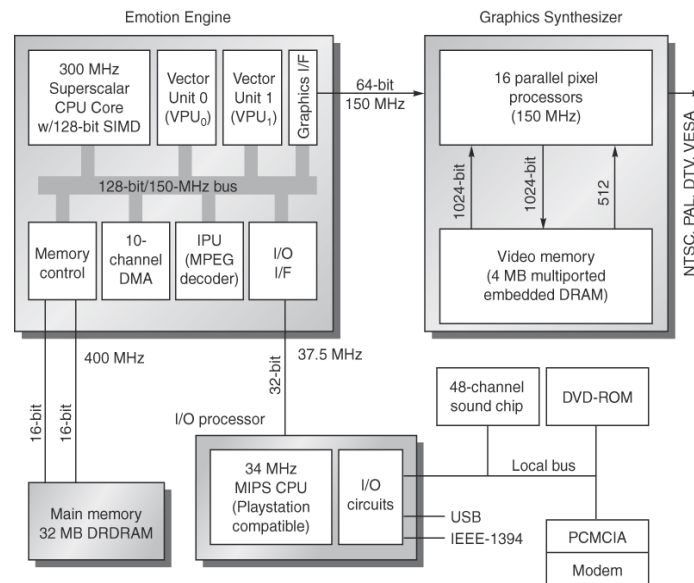 Emotion Engine
Graphics Synthesizer
300 MHz
Superscalar
CPU Core
w/128-bit SIMD
Vector
Unit 0
(VPU0)
Vector
Unit 1
(VPU1)
Graphics I/F
64-bit
150 MHz
16 parallel pixel
processors
(150 MHz)
NTSC, PAL, DTV, VESA
128-bit/150-MHz bus
1024-bit
1024-bit
512
Memory
control
10-
channel
DMA
IPU
(MPEG
decoder)
I/O
I/F
Video memory
(4 MB multiported
embedded DRAM)
400 MHz
37.5 MHz
16-bit
16-bit
32-bit
I/O processor
48-channel
sound chip
DVD-ROM
Local bus
34 MHz
MIPS CPU
(Playstation
compatible)
I/O
circuits
USB
IEEE-1394
Main memory
32 MB DRDRAM
PCMCIA
Modem